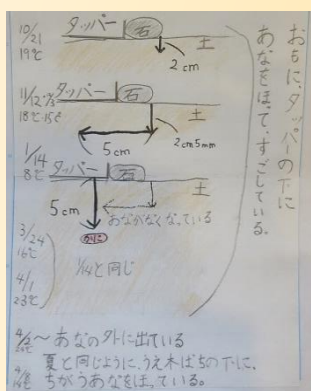 おもに、タッパーの下に
あなをほて、すごしている。
10/21
19℃
タッパー
石
土
2cm
11/12
18℃ 15℃
タッパー
石
土
5cm
2cm5mm
1/14
8℃
タッパー
石
土
5cm
あながなくなっている
かに
3/24
16℃
4/1
23℃
1/14と同じ
4/2~あなの外に出ている
夏と同じように、うえ木ばちの下に、
ちがうあなをほっている。